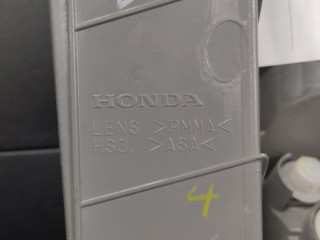 HONDA
LENS >PMMA<
HSG. >ASA<
4